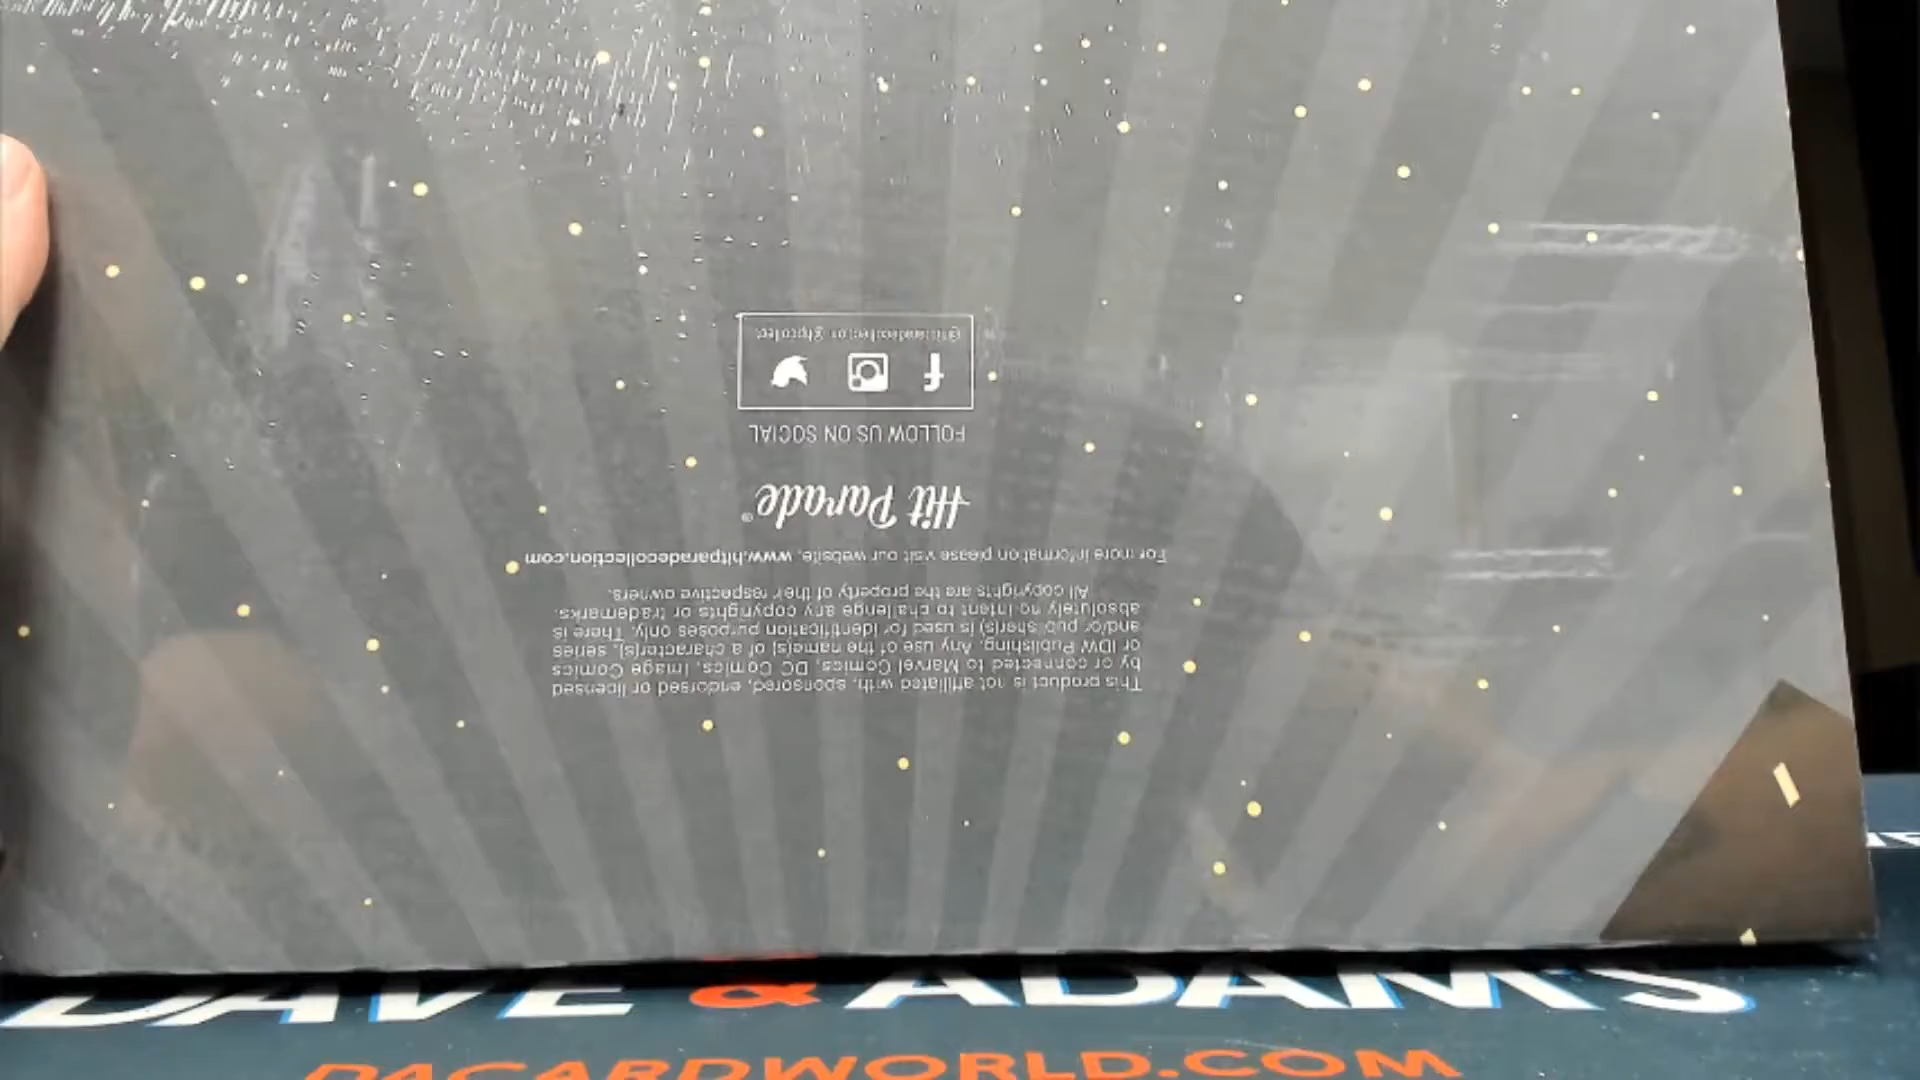 This product is not affiliated with, sponsored, endorsed or licensed
by or connected to Marvel Comics, DC Comics, Image Comics
or IDW Publishing. Any use of the name(s) of a character(s), series
and/or publisher(s) is used for identification purposes only. There is
absolutely no intent to challenge any copyrights or trademarks.
All copyrights are the property of their respective owners.
For more information please visit our website, www.hitparadecollection.com
Hit Parade
FOLLOW US ON SOCIAL
@hitparadecollection @hpcollect
DAVE & ADAM'S
DACARDWORLD.COM